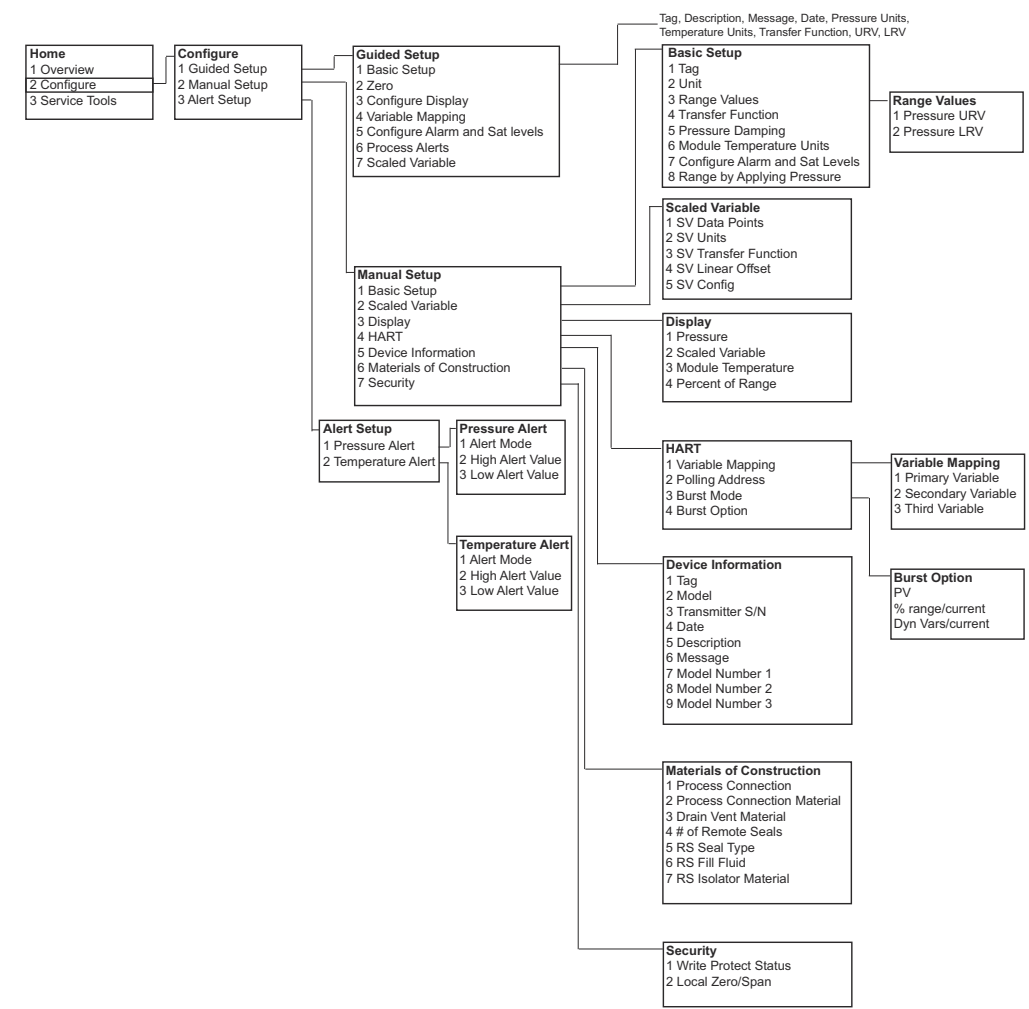 Tag, Description, Message, Date, Pressure Units,
Temperature Units, Transfer Function, URV, LRV
Home
1 Overview
2 Configure
3 Service Tools
Configure
1 Guided Setup
2 Manual Setup
3 Alert Setup
Guided Setup
1 Basic Setup
2 Zero
3 Configure Display
4 Variable Mapping
5 Configure Alarm and Sat levels
6 Process Alerts
7 Scaled Variable
Basic Setup
1 Tag
2 Unit
3 Range Values
4 Transfer Function
5 Pressure Damping
6 Module Temperature Units
7 Configure Alarm and Sat Levels
8 Range by Applying Pressure
Range Values
1 Pressure URV
2 Pressure LRV
Scaled Variable
1 SV Data Points
2 SV Units
3 SV Transfer Function
4 SV Linear Offset
5 SV Config
Manual Setup
1 Basic Setup
2 Scaled Variable
3 Display
4 HART
5 Device Information
6 Materials of Construction
7 Security
Display
1 Pressure
2 Scaled Variable
3 Module Temperature
4 Percent of Range
Alert Setup
1 Pressure Alert
2 Temperature Alert
Pressure Alert
1 Alert Mode
2 High Alert Value
3 Low Alert Value
HART
1 Variable Mapping
2 Polling Address
3 Burst Mode
4 Burst Option
Variable Mapping
1 Primary Variable
2 Secondary Variable
3 Third Variable
Temperature Alert
1 Alert Mode
2 High Alert Value
3 Low Alert Value
Device Information
1 Tag
2 Model
3 Transmitter S/N
4 Date
5 Description
6 Message
7 Model Number 1
8 Model Number 2
9 Model Number 3
Burst Option
PV
% range/current
Dyn Vars/current
Materials of Construction
1 Process Connection
2 Process Connection Material
3 Drain Vent Material
4 # of Remote Seals
5 RS Seal Type
6 RS Fill Fluid
7 RS Isolator Material
Security
1 Write Protect Status
2 Local Zero/Span